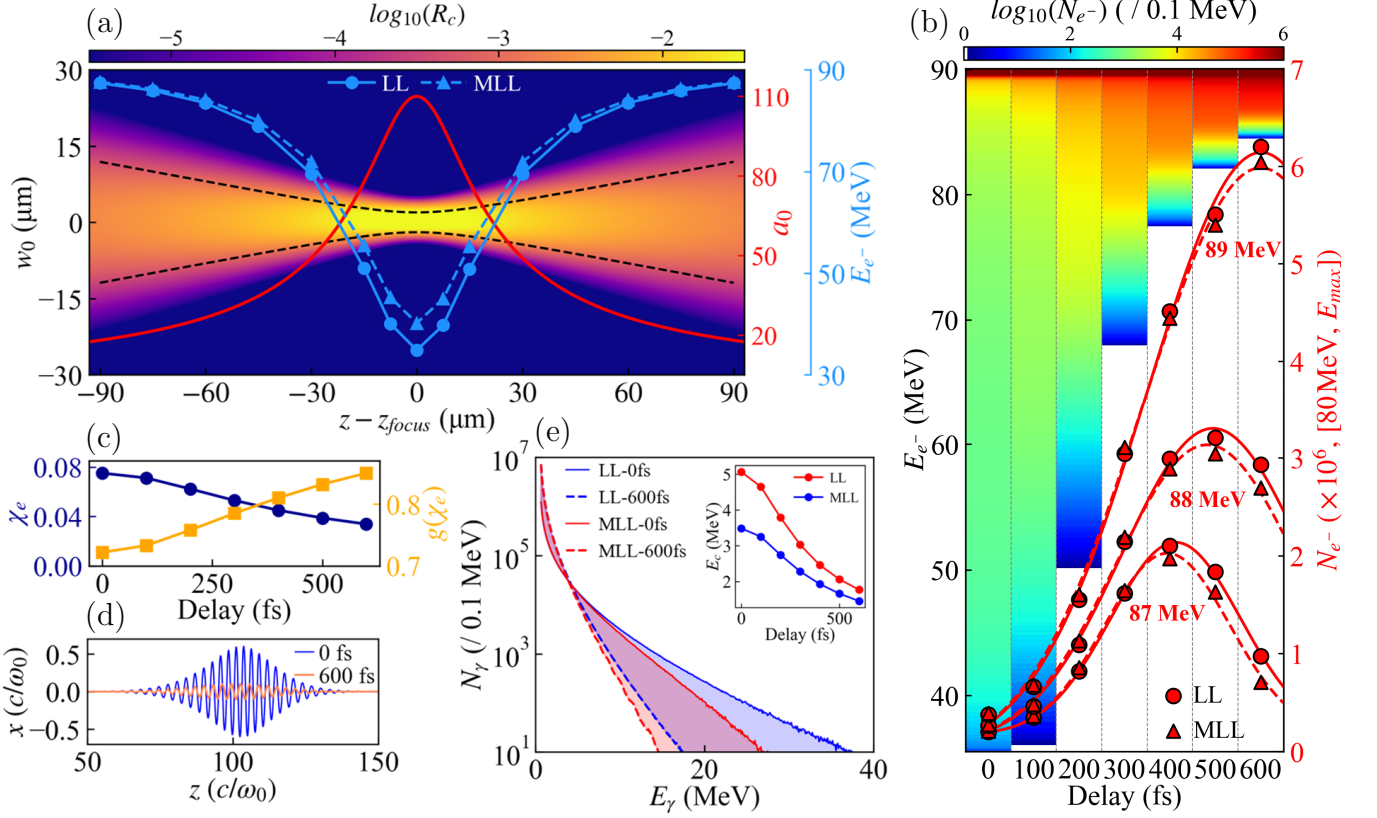 (a)
log10(Rc)
−5 −4 −3 −2
LL MLL
30
15
0
−15
−30
w0 (μm)
−90 −60 −30 0 30 60 90
z − zfocus (μm)
110
80
50
20
a0
90
70
50
30
Ee− (MeV)
(b)
log10(Ne−) ( / 0.1 MeV)
0 2 4 6
90
80
70
60
50
40
Ee− (MeV)
89 MeV
88 MeV
87 MeV
LL
MLL
0 100 200 300 400 500 600
Delay (fs)
7
6
5
4
3
2
1
0
Ne− (×10^6, [80 MeV, Emax])
(c)
0.08
0.04
0.00
χe
0.8
0.7
g(χe)
0 250 500
Delay (fs)
(d)
0.5
0.0
−0.5
x (c/ω0)
0 fs
600 fs
50 100 150
z (c/ω0)
(e)
10^7
10^5
10^3
10^1
Nγ (/ 0.1 MeV)
LL-0fs
LL-600fs
MLL-0fs
MLL-600fs
5
4
3
2
Ec (MeV)
LL
MLL
0 500
Delay (fs)
0 20 40
Eγ (MeV)